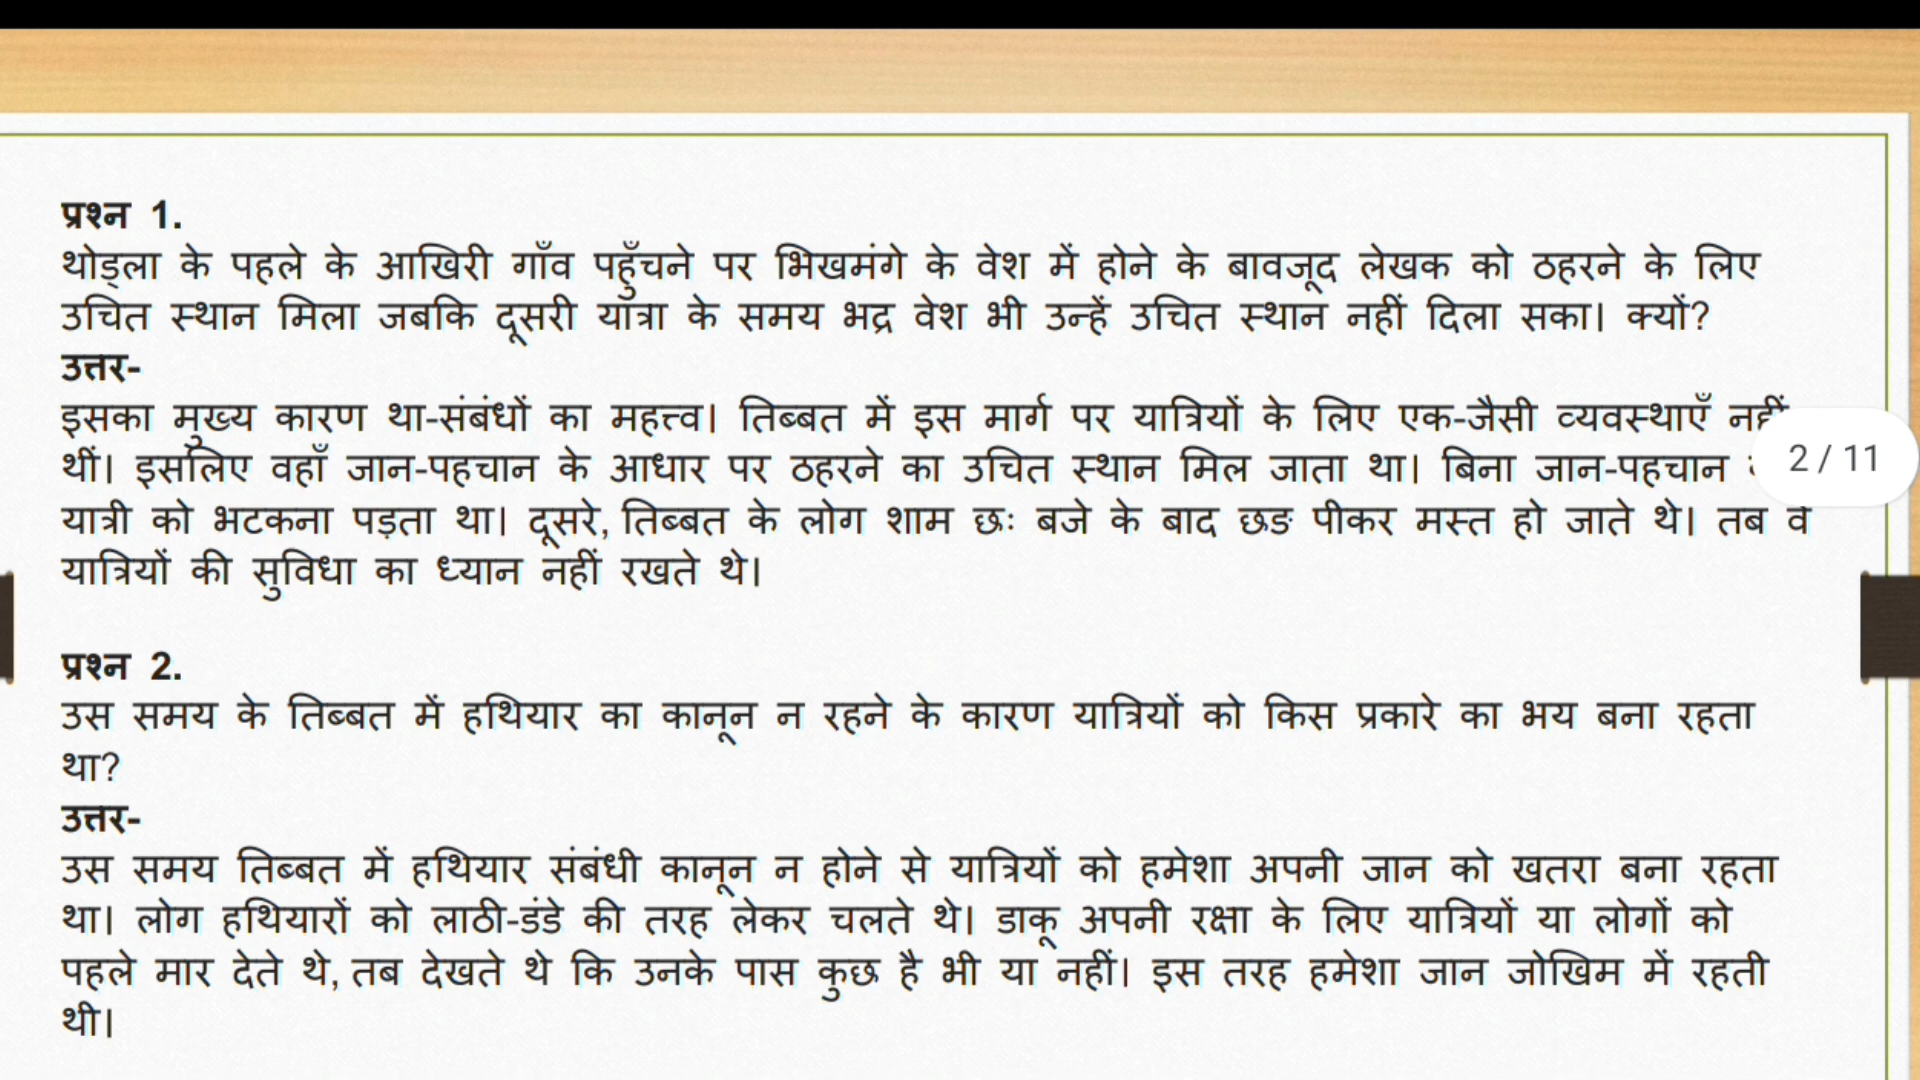 प्रश्न 1.
थोड्ला के पहले के आखिरी गाँव पहुँचने पर भिखमंगे के वेश में होने के बावजूद लेखक को ठहरने के लिए
उचित स्थान मिला जबकि दूसरी यात्रा के समय भद्र वेश भी उन्हें उचित स्थान नहीं दिला सका। क्यों?
उत्तर-
इसका मुख्य कारण था-संबंधों का महत्त्व। तिब्बत में इस मार्ग पर यात्रियों के लिए एक-जैसी व्यवस्थाएँ नहीं
थीं। इसलिए वहाँ जान-पहचान के आधार पर ठहरने का उचित स्थान मिल जाता था। बिना जान-पहचान
2 / 11
यात्री को भटकना पड़ता था। दूसरे, तिब्बत के लोग शाम छः बजे के बाद छङ पीकर मस्त हो जाते थे। तब वे
यात्रियों की सुविधा का ध्यान नहीं रखते थे।
प्रश्न 2.
उस समय के तिब्बत में हथियार का कानून न रहने के कारण यात्रियों को किस प्रकारे का भय बना रहता
था?
उत्तर-
उस समय तिब्बत में हथियार संबंधी कानून न होने से यात्रियों को हमेशा अपनी जान को खतरा बना रहता
था। लोग हथियारों को लाठी-डंडे की तरह लेकर चलते थे। डाकू अपनी रक्षा के लिए यात्रियों या लोगों को
पहले मार देते थे, तब देखते थे कि उनके पास कुछ है भी या नहीं। इस तरह हमेशा जान जोखिम में रहती
थी।